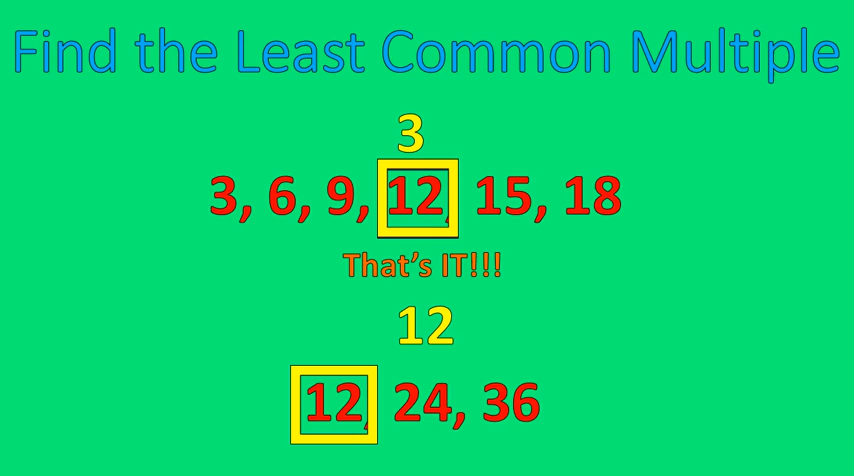 Find the Least Common Multiple
3
3, 6, 9, 12, 15, 18
That's IT!!!
12
12, 24, 36